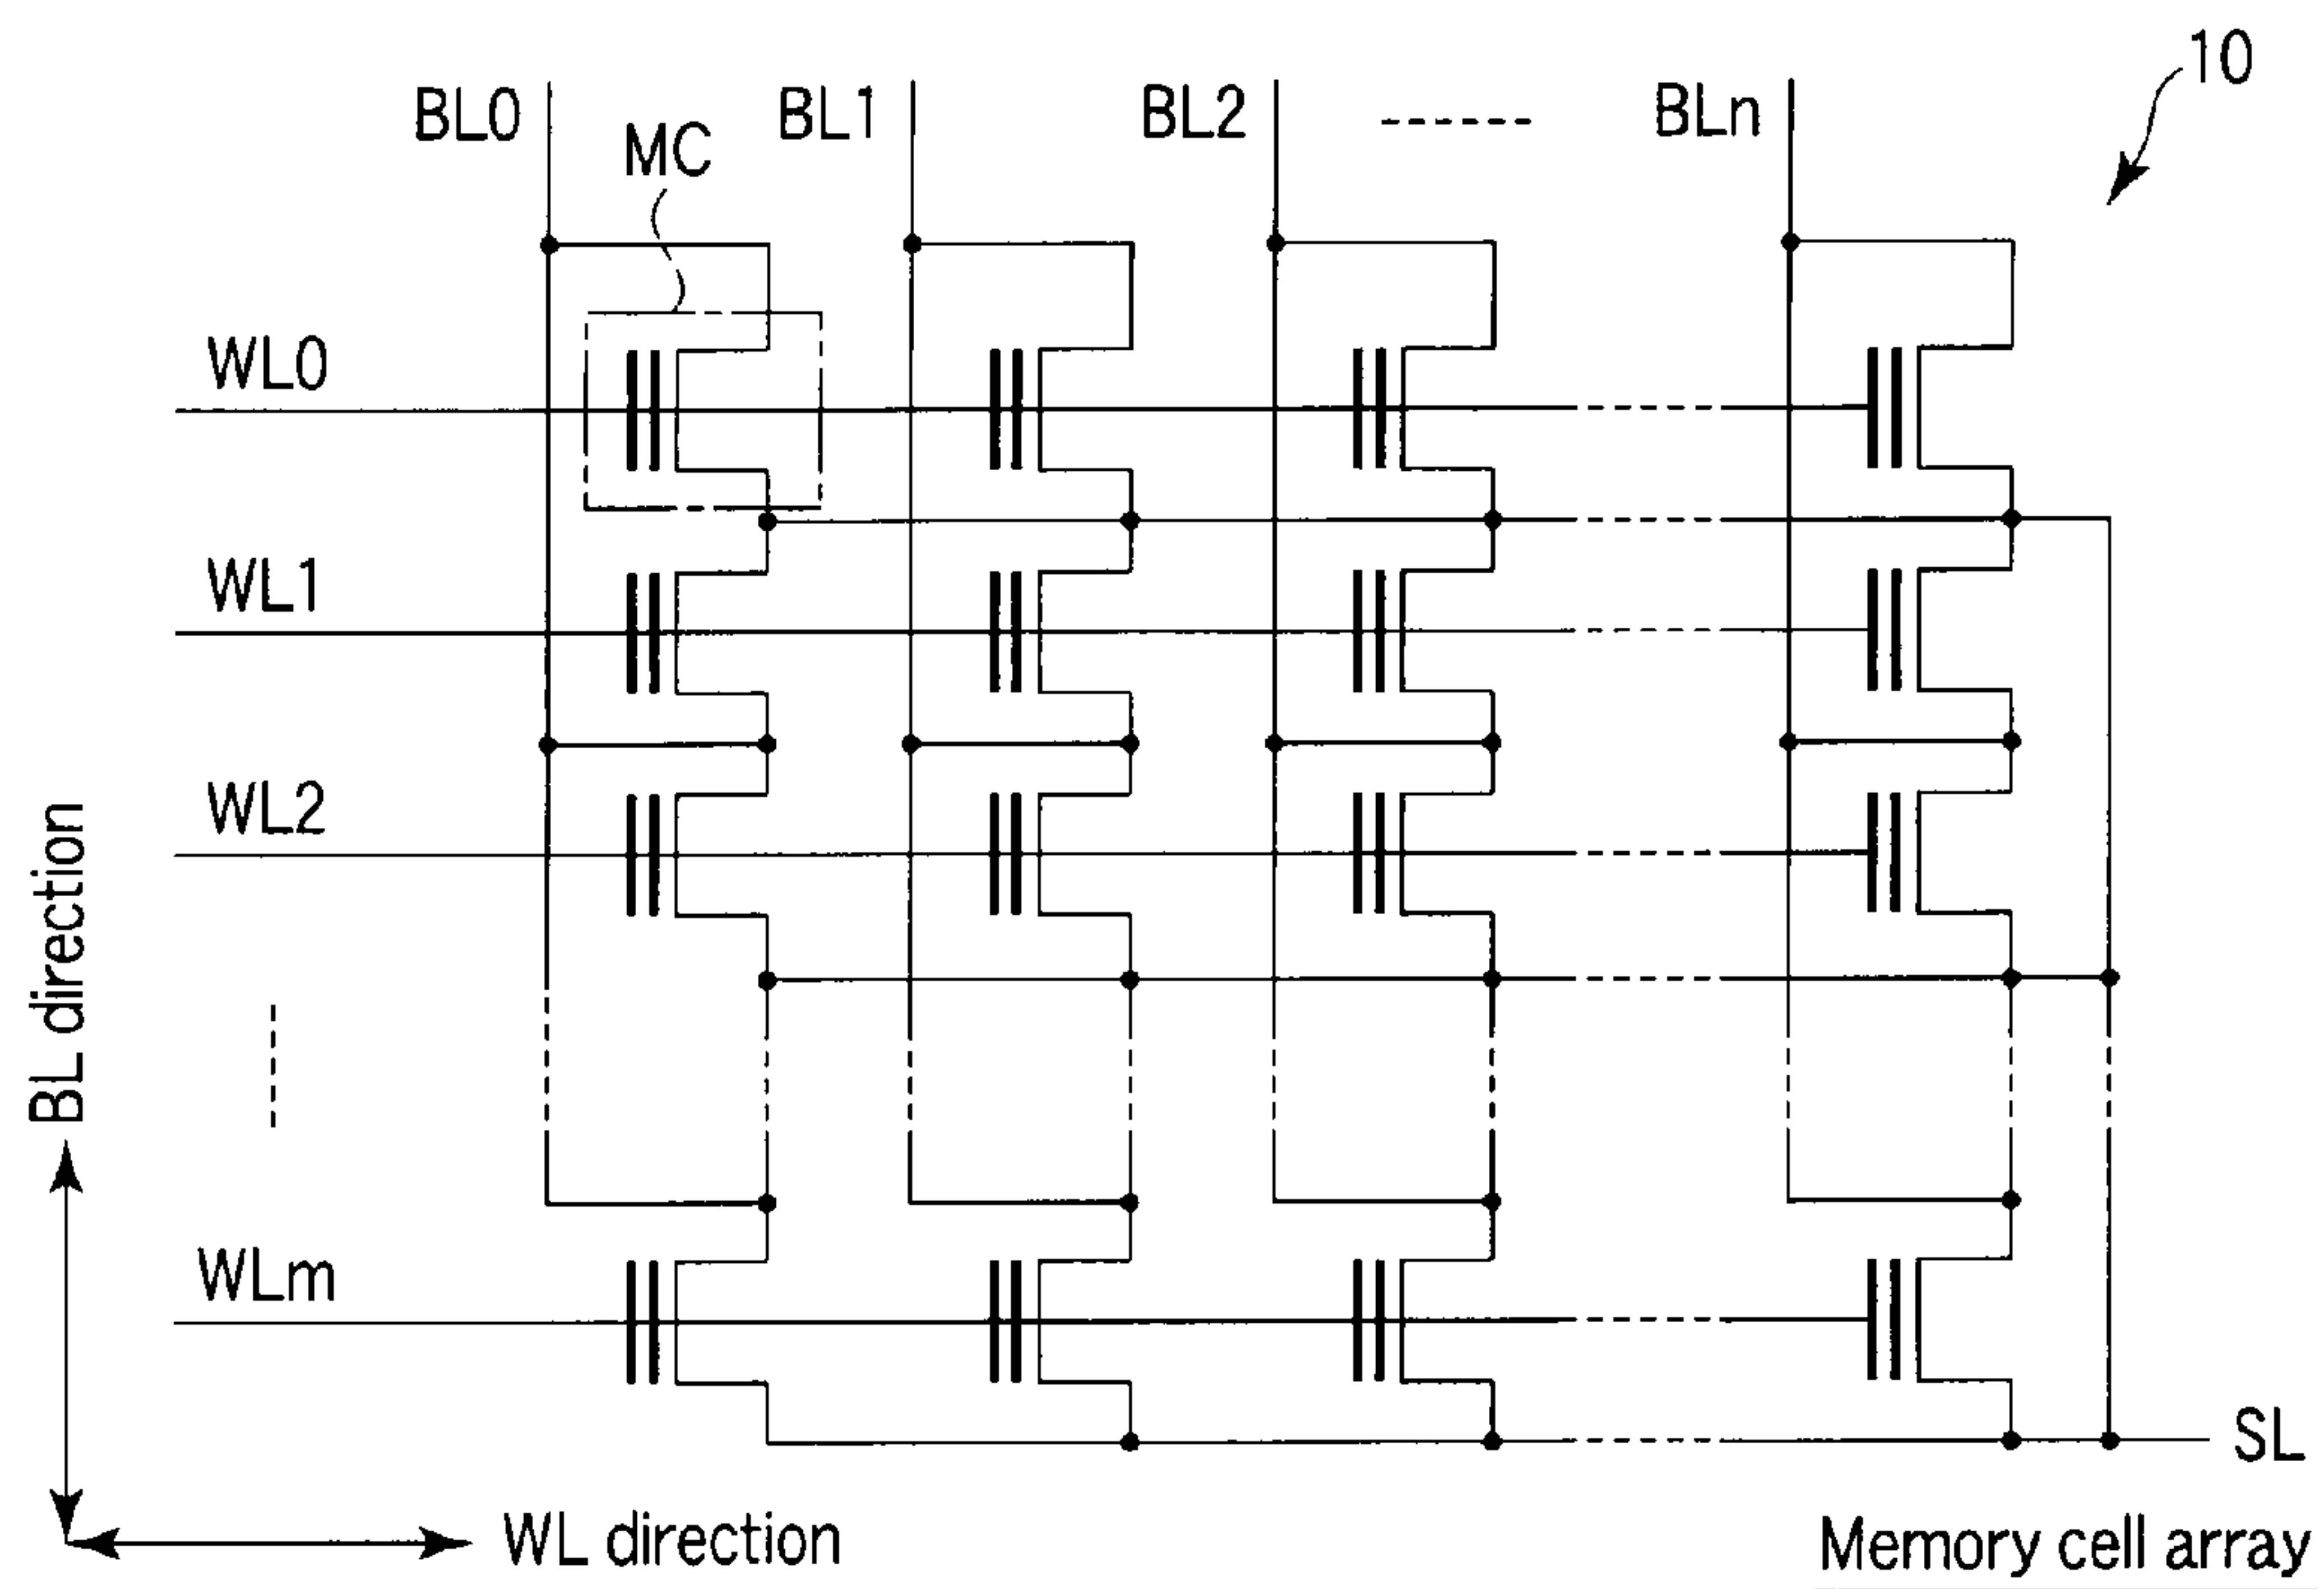 10
BL0
BL1
BL2
BLn
MC
WL0
WL1
WL2
WLm
BL direction
SL
WL direction
Memory cell array